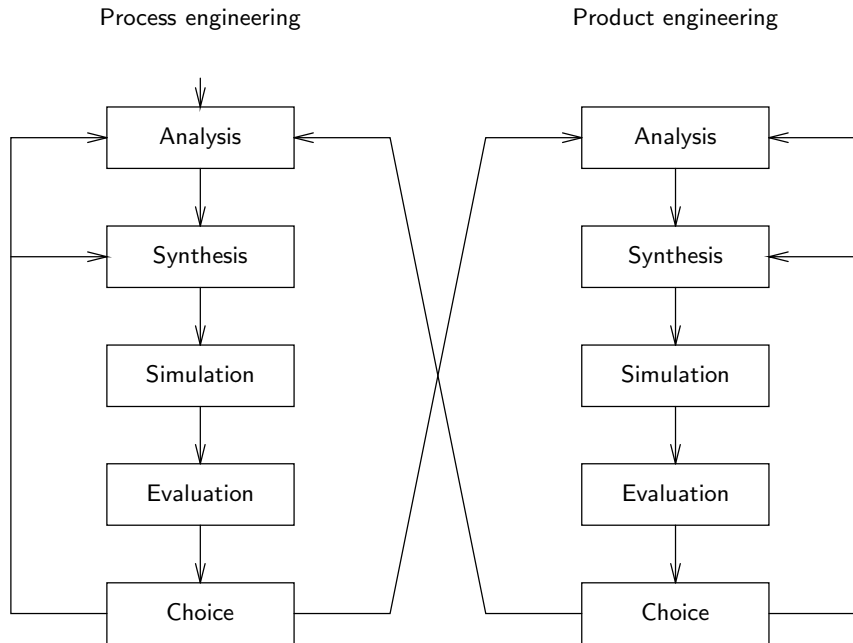 Process engineering
Product engineering
Analysis
Analysis
Synthesis
Synthesis
Simulation
Simulation
Evaluation
Evaluation
Choice
Choice